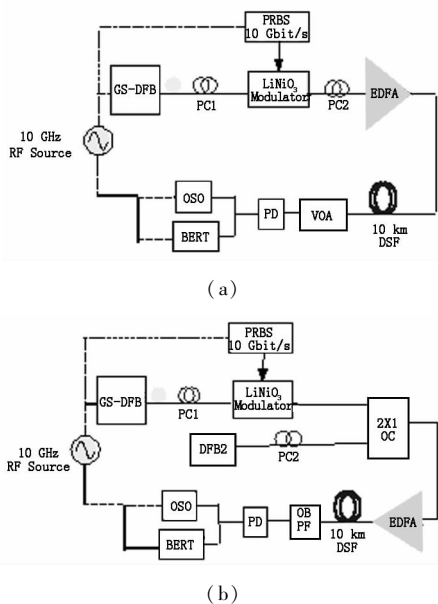 PRBS
10 Gbit/s
GS-DFB
PC1
LiNiO3
Modulator
PC2
EDFA
10 GHz
RF Source
OSO
BERT
PD
VOA
10 km
DSF
(a)
PRBS
10 Gbit/s
GS-DFB
PC1
LiNiO3
Modulator
2X1
OC
DFB2
PC2
10 GHz
RF Source
OSO
BERT
PD
OB
PF
10 km
DSF
EDFA
(b)